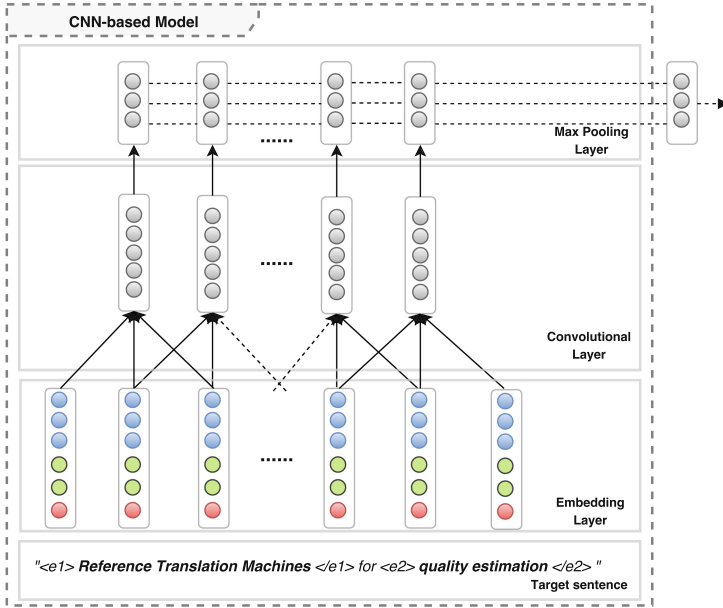 CNN-based Model
Max Pooling
Layer
......
......
Convolutional
Layer
......
Embedding
Layer
"<e1> Reference Translation Machines </e1> for <e2> quality estimation </e2> "
Target sentence